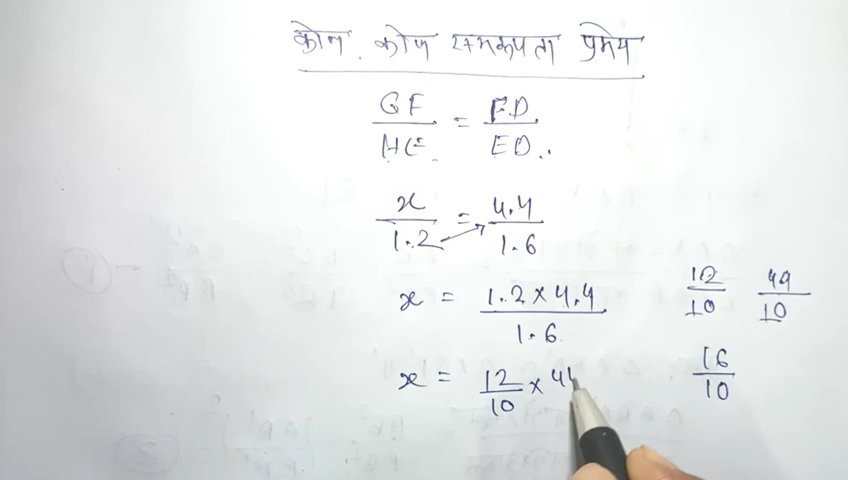 कोन . कोण समरूपता प्रमेय
GF/HE = FD/ED..
x/1.2 = 4.4/1.6
x = 1.2 × 4.4/1.6 12/10 44/10
x = 12/10 × 44 16/10